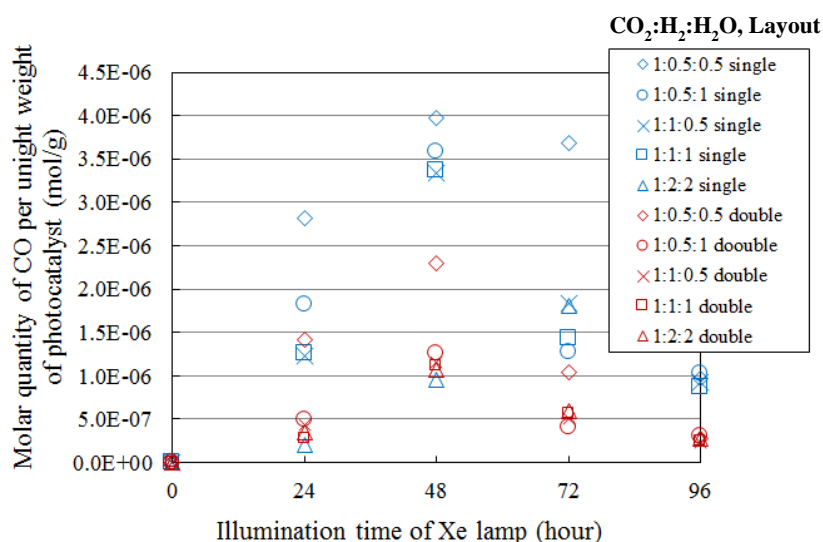 CO₂:H₂:H₂O, Layout
1:0.5:0.5 single
1:0.5:1 single
1:1:0.5 single
1:1:1 single
1:2:2 single
1:0.5:0.5 double
1:0.5:1 doouble
1:1:0.5 double
1:1:1 double
1:2:2 double
Molar quantity of CO per unight weight
of photocatalyst (mol/g)
4.5E-06
4.0E-06
3.5E-06
3.0E-06
2.5E-06
2.0E-06
1.5E-06
1.0E-06
5.0E-07
0.0E+00
0 24 48 72 96
Illumination time of Xe lamp (hour)